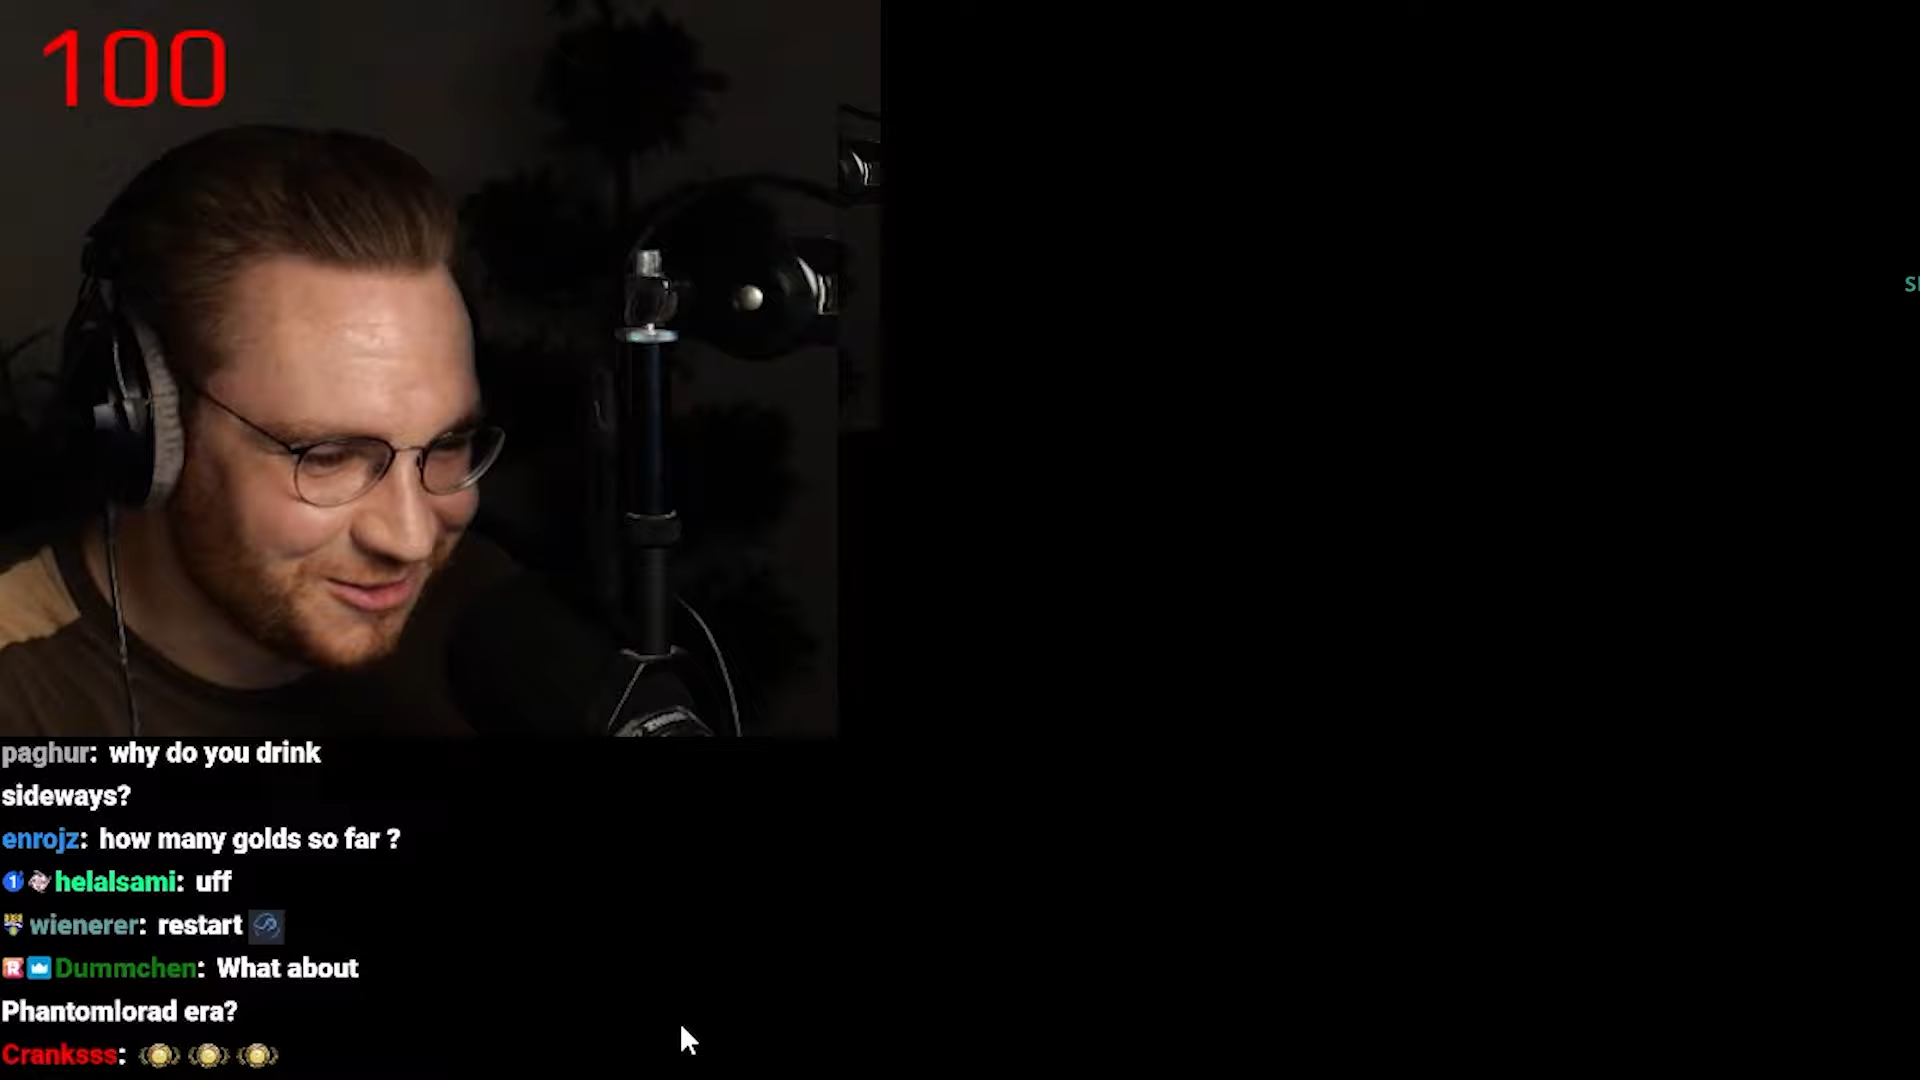 100
paghur: why do you drink
sideways?
enrojz: how many golds so far ?
helalsami: uff
wienerer: restart
Dummchen: What about
Phantomlorad era?
Cranksss: